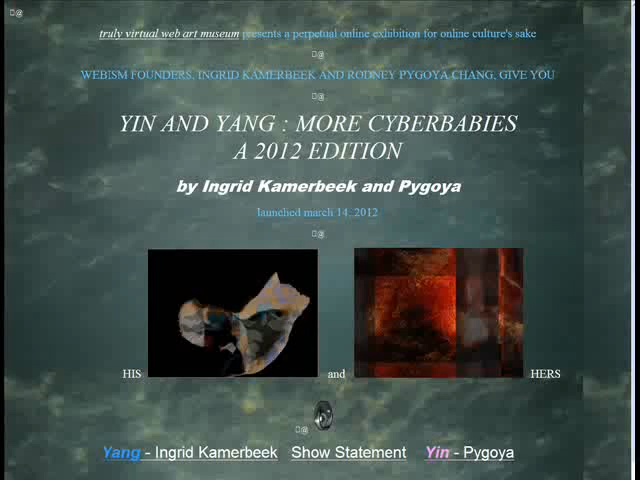 □@
truly virtual web art museum presents a perpetual online exhibition for online culture's sake
□@
WEBISM FOUNDERS, INGRID KAMERBEEK AND RODNEY PYGOYA CHANG, GIVE YOU
□@
YIN AND YANG : MORE CYBERBABIES
A 2012 EDITION
by Ingrid Kamerbeek and Pygoya
launched march 14, 2012
□@
HIS and HERS
□@
Yang - Ingrid Kamerbeek Show Statement Yin - Pygoya